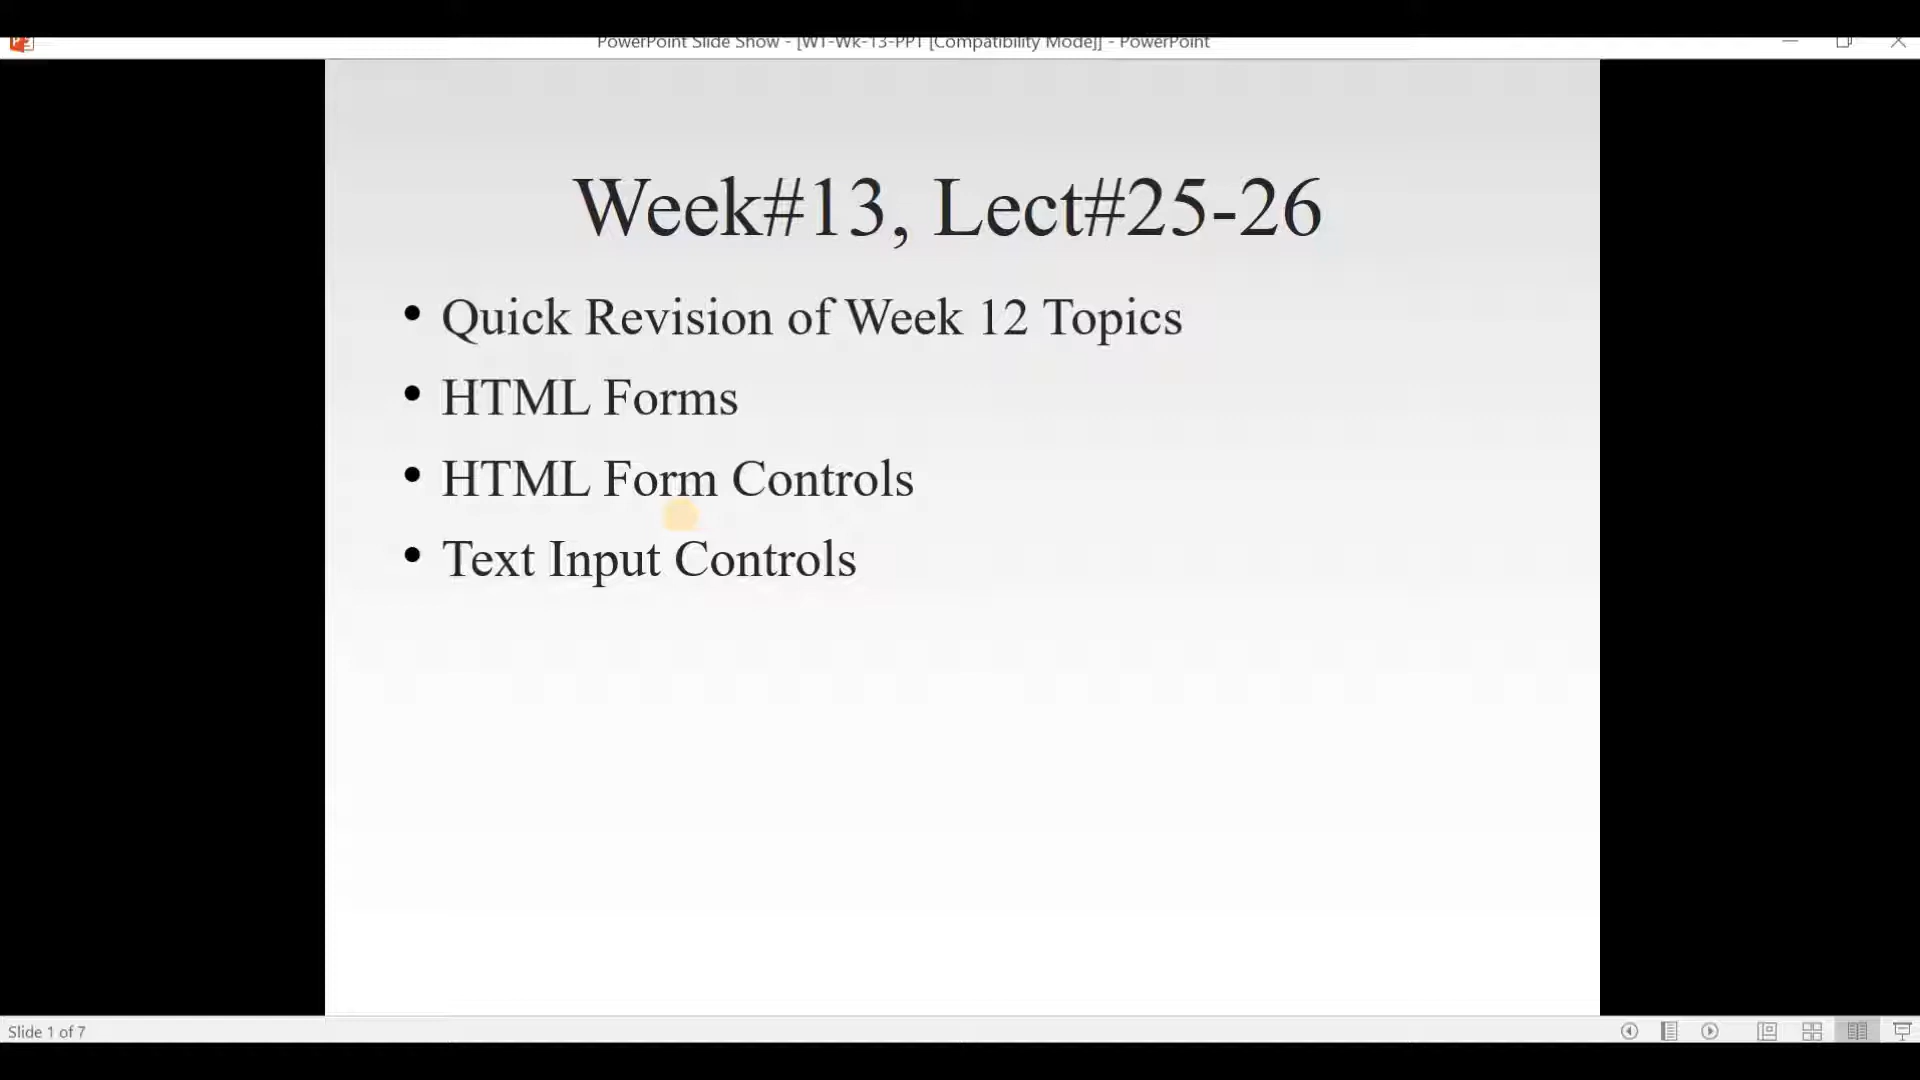 PowerPoint Slide Show - [WT-Wk-13-PPT [Compatibility Mode]] - PowerPoint
Week#13, Lect#25-26
• Quick Revision of Week 12 Topics
• HTML Forms
• HTML Form Controls
• Text Input Controls
Slide 1 of 7